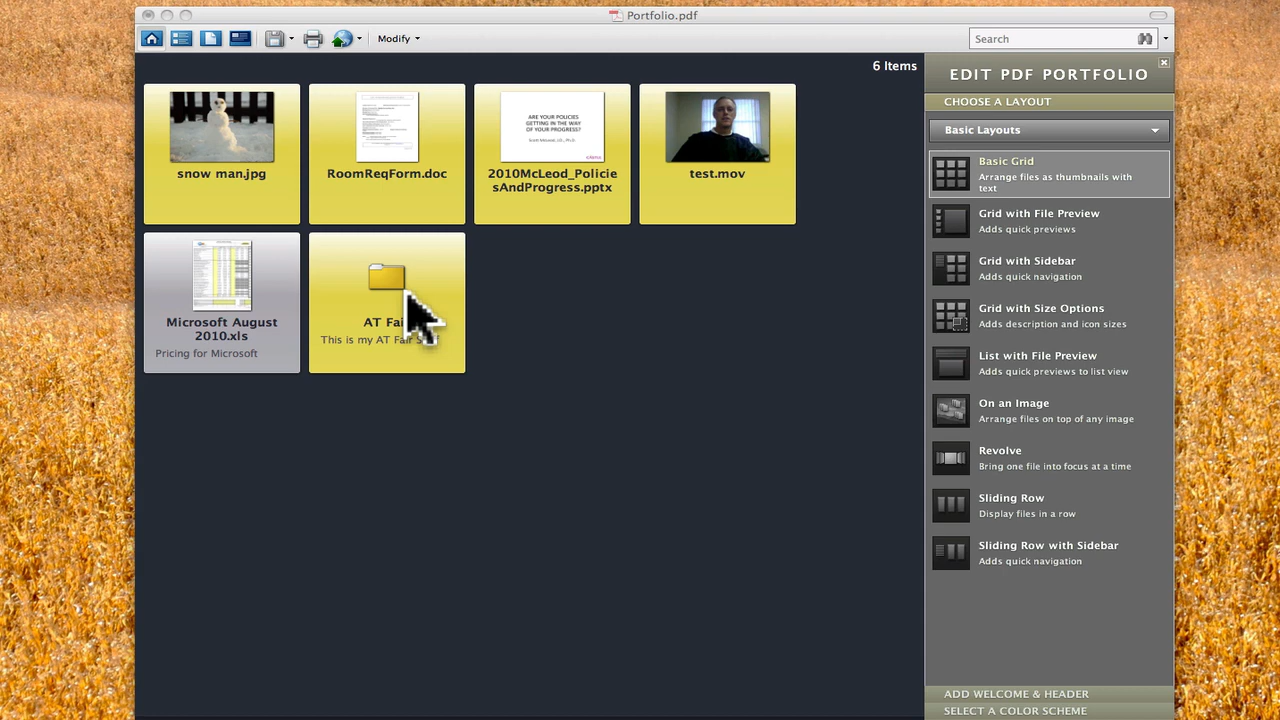 Portfolio.pdf
Modify
Search
6 Items
snow man.jpg
RoomReqForm.doc
ARE YOUR POLICIES
GETTING IN THE WAY
OF YOUR PROGRESS?
2010McLeod_Policie
sAndProgress.pptx
test.mov
Microsoft August
2010.xls
Pricing for Microsoft
AT Fai
This is my AT Fair S
EDIT PDF PORTFOLIO
CHOOSE A LAYOUT
Basic Layouts
Basic Grid
Arrange files as thumbnails with
text
Grid with File Preview
Adds quick previews
Grid with Sidebar
Adds quick navigation
Grid with Size Options
Adds description and icon sizes
List with File Preview
Adds quick previews to list view
On an Image
Arrange files on top of any image
Revolve
Bring one file into focus at a time
Sliding Row
Display files in a row
Sliding Row with Sidebar
Adds quick navigation
ADD WELCOME & HEADER
SELECT A COLOR SCHEME